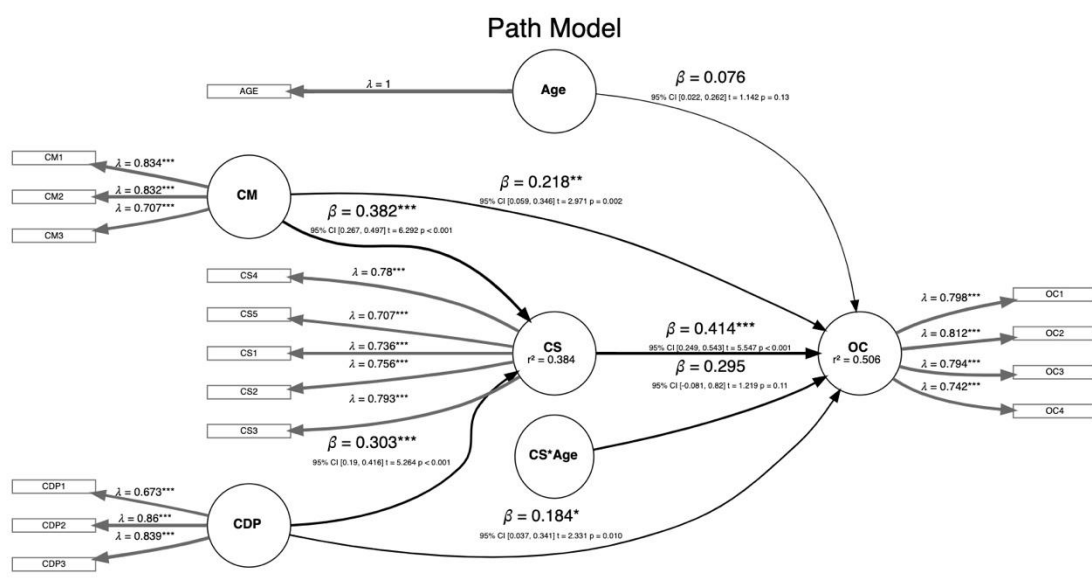 Path Model
AGE
λ = 1
Age
β = 0.076
95% CI [0.022, 0.262] t = 1.142 p = 0.13
CM1
λ = 0.834***
CM2
λ = 0.832***
CM3
λ = 0.707***
CM
β = 0.218**
95% CI [0.059, 0.346] t = 2.971 p = 0.002
β = 0.382***
95% CI [0.267, 0.497] t = 6.292 p < 0.001
CS4
λ = 0.78***
CS5
λ = 0.707***
CS1
λ = 0.736***
CS2
λ = 0.756***
CS3
λ = 0.793***
CS
r² = 0.384
β = 0.414***
95% CI [0.249, 0.543] t = 5.547 p < 0.001
β = 0.295
95% CI [-0.081, 0.82] t = 1.219 p = 0.11
OC
r² = 0.506
λ = 0.798***
OC1
λ = 0.812***
OC2
λ = 0.794***
OC3
λ = 0.742***
OC4
β = 0.303***
95% CI [0.19, 0.416] t = 5.264 p < 0.001
CS*Age
CDP1
λ = 0.673***
CDP2
λ = 0.86***
CDP3
λ = 0.839***
CDP
β = 0.184*
95% CI [0.037, 0.341] t = 2.331 p = 0.010